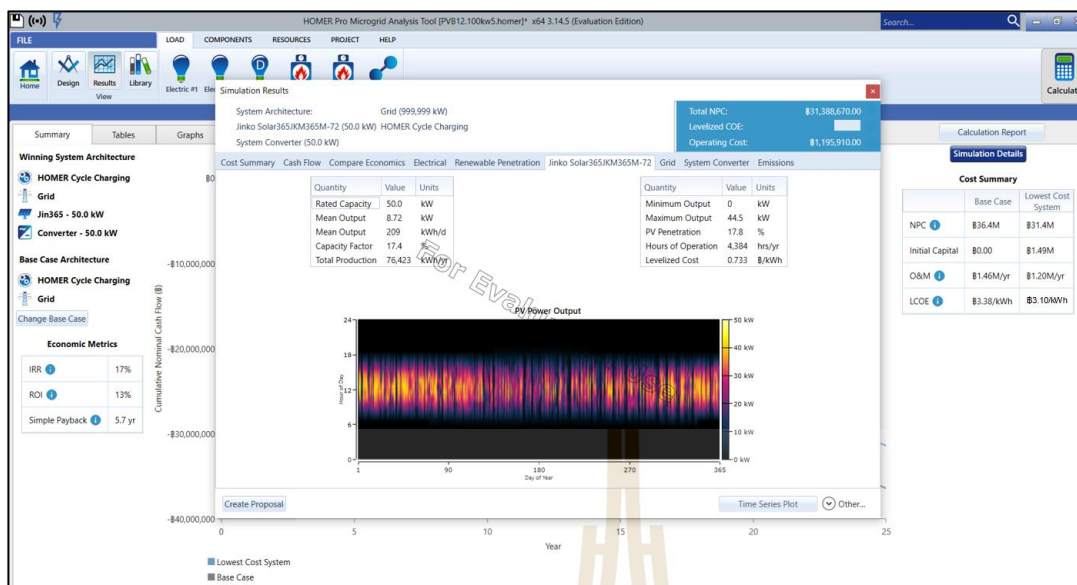 HOMER Pro Microgrid Analysis Tool [PVB12.100kw5.homer]* x64 3.14.5 (Evaluation Edition)
Search...
FILE
LOAD COMPONENTS RESOURCES PROJECT HELP
Home
Design
Results
Library
View
Electric #1
Calculat
Summary Tables Graphs
Calculation Report
Simulation Details
Winning System Architecture
HOMER Cycle Charging
Grid
Jin365 - 50.0 kW
Converter - 50.0 kW
Base Case Architecture
HOMER Cycle Charging
Grid
Change Base Case
Economic Metrics
IRR 17%
ROI 13%
Simple Payback 5.7 yr
Simulation Results
System Architecture: Grid (999,999 kW)
Jinko Solar365JKM365M-72 (50.0 kW) HOMER Cycle Charging
System Converter (50.0 kW)
Total NPC: ฿31,388,670.00
Levelized COE:
Operating Cost: ฿1,195,910.00
Cost Summary Cash Flow Compare Economics Electrical Renewable Penetration Jinko Solar365JKM365M-72 Grid System Converter Emissions
Quantity Value Units
Rated Capacity 50.0 kW
Mean Output 8.72 kW
Mean Output 209 kWh/d
Capacity Factor 17.4 %
Total Production 76,423 kWh/yr
Quantity Value Units
Minimum Output 0 kW
Maximum Output 44.5 kW
PV Penetration 17.8 %
Hours of Operation 4,384 hrs/yr
Levelized Cost 0.733 ฿/kWh
PV Power Output
Hour of Day
24
18
12
6
0
1 90 180 270 365
Day of Year
50 kW
40 kW
30 kW
20 kW
10 kW
0 kW
Create Proposal
Time Series Plot
Other...
Cumulative Nominal Cash Flow (฿)
฿0
-฿10,000,000
-฿20,000,000
-฿30,000,000
-฿40,000,000
0 5 10 15 20 25
Year
Lowest Cost System
Base Case
Cost Summary
Base Case Lowest Cost System
NPC ฿36.4M ฿31.4M
Initial Capital ฿0.00 ฿1.49M
O&M ฿1.46M/yr ฿1.20M/yr
LCOE ฿3.38/kWh ฿3.10/kWh